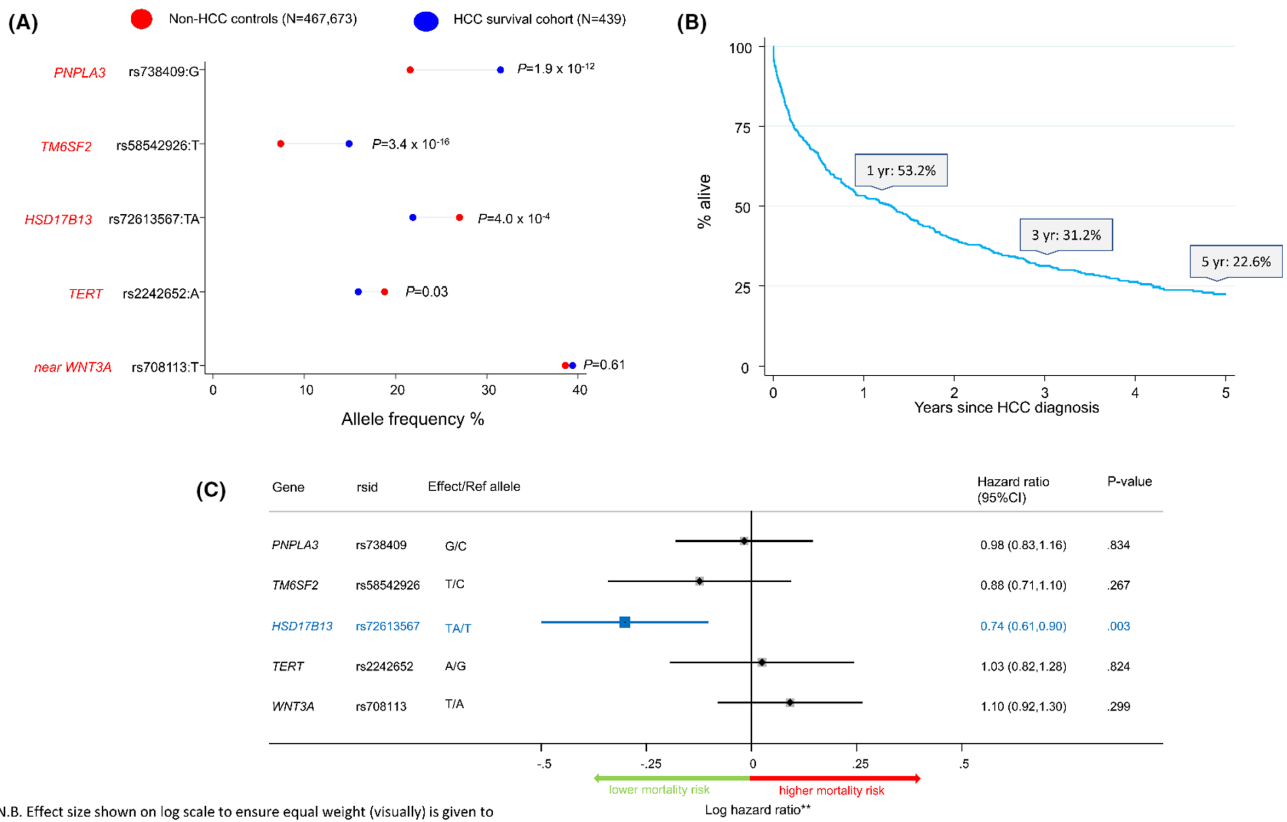 (A)
Non-HCC controls (N=467,673)
HCC survival cohort (N=439)
PNPLA3 rs738409:G P=1.9 x 10-12
TM6SF2 rs58542926:T P=3.4 x 10-16
HSD17B13 rs72613567:TA P=4.0 x 10-4
TERT rs2242652:A P=0.03
near WNT3A rs708113:T P=0.61
0 10 20 30 40
Allele frequency %
(B)
100
75
50
25
0
% alive
1 yr: 53.2%
3 yr: 31.2%
5 yr: 22.6%
0 1 2 3 4 5
Years since HCC diagnosis
(C)
Gene rsid Effect/Ref allele Hazard ratio P-value
(95%CI)
PNPLA3 rs738409 G/C 0.98 (0.83,1.16) .834
TM6SF2 rs58542926 T/C 0.88 (0.71,1.10) .267
HSD17B13 rs72613567 TA/T 0.74 (0.61,0.90) .003
TERT rs2242652 A/G 1.03 (0.82,1.28) .824
WNT3A rs708113 T/A 1.10 (0.92,1.30) .299
-.5 -.25 0 .25 .5
lower mortality risk higher mortality risk
Log hazard ratio**
N.B. Effect size shown on log scale to ensure equal weight (visually) is given to